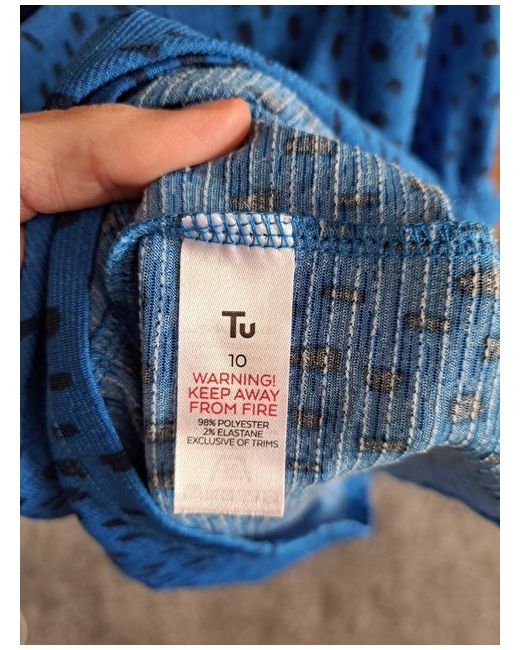 Tu
10
WARNING!
KEEP AWAY
FROM FIRE
98% POLYESTER
2% ELASTANE
EXCLUSIVE OF TRIMS